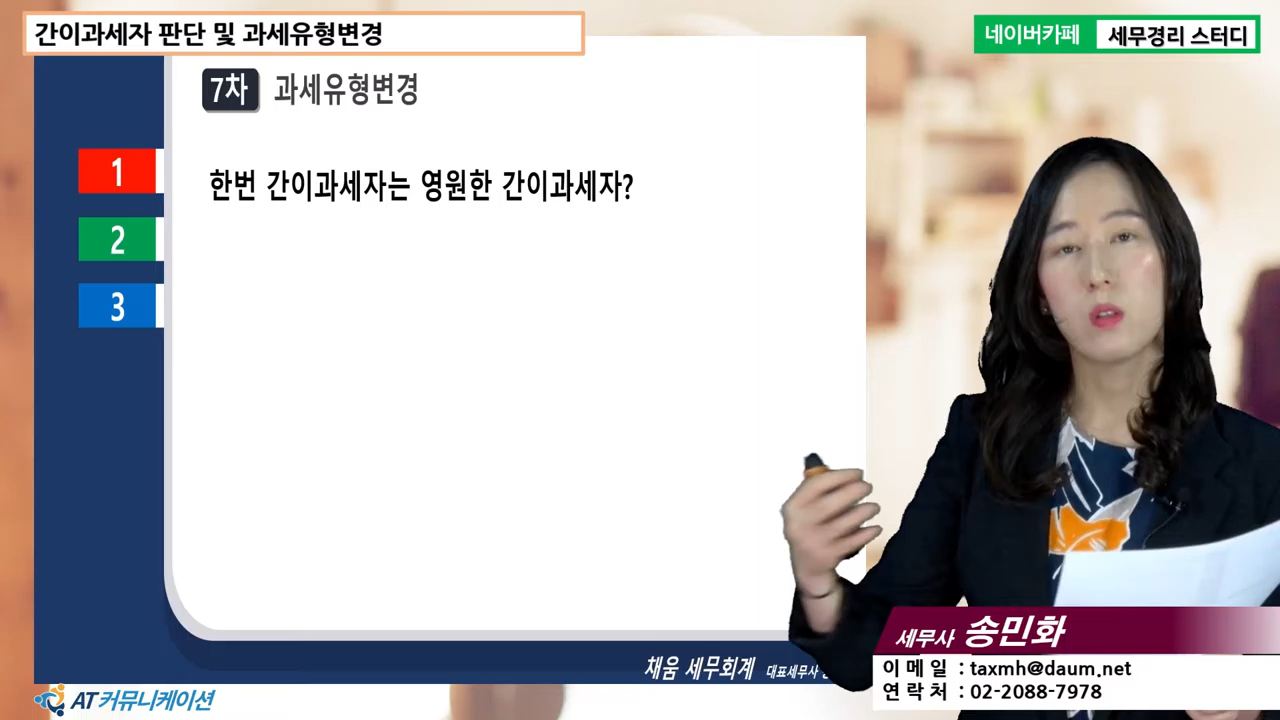 간이과세자 판단 및 과세유형변경
네이버카페 세무경리 스터디
7차 과세유형변경
1
2
3
한번 간이과세자는 영원한 간이과세자?
세무사 송민화
채움 세무회계 대표세무사
이 메 일 : taxmh@daum.net
연 락 처 : 02-2088-7978
AT커뮤니케이션